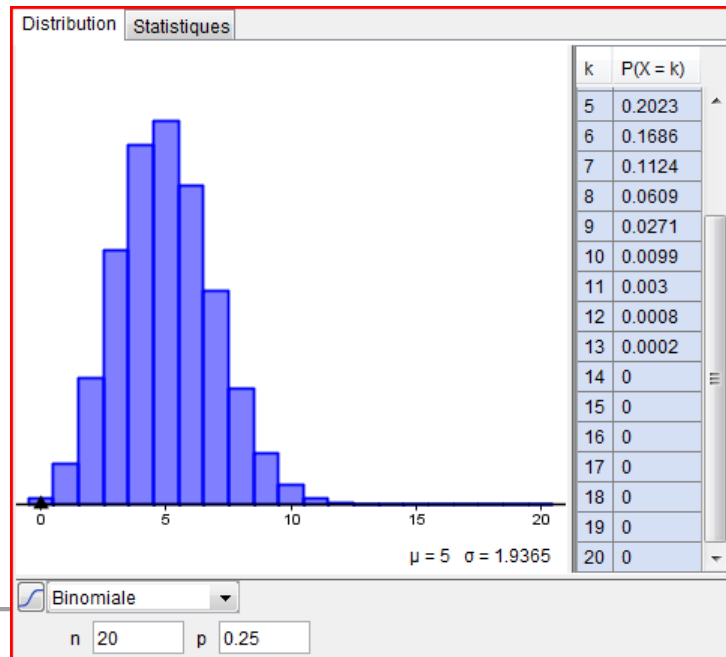 Distribution Statistiques
k P(X = k)
5 0.2023
6 0.1686
7 0.1124
8 0.0609
9 0.0271
10 0.0099
11 0.003
12 0.0008
13 0.0002
14 0
15 0
16 0
17 0
18 0
19 0
20 0
0 5 10 15 20
μ = 5 σ = 1.9365
Binomiale
n 20 p 0.25